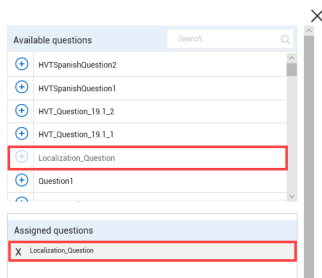 Available questions
Search...
HVTSpanishQuestion2
HVTSpanishQuestion1
HVT_Question_19.1_2
HVT_Question_19.1_1
Localization_Question
Question1
Assigned questions
X Localization_Question